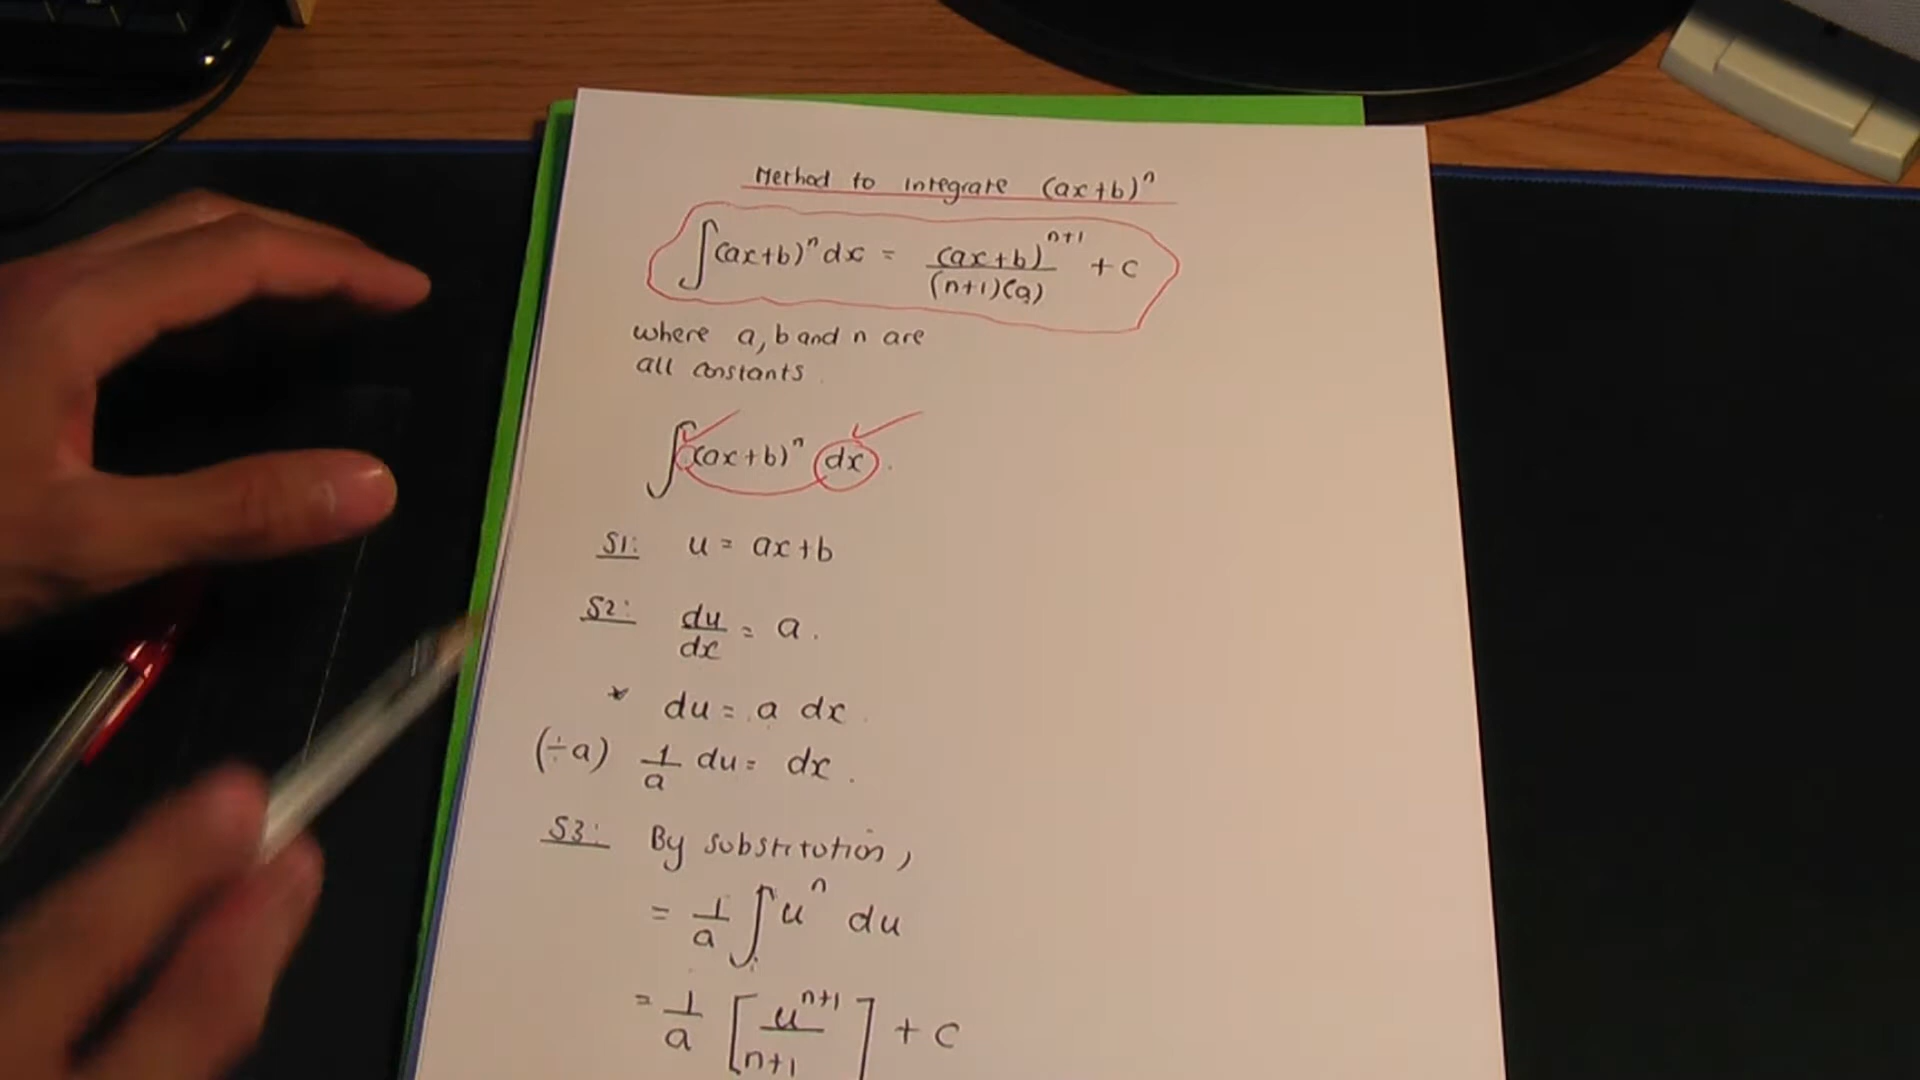 Method to integrate (ax+b)^n
∫(ax+b)^n dx = (ax+b)^{n+1} / (n+1)(a) + c
where a, b and n are
all constants.
∫(ax+b)^n dx.
S1: u = ax+b
S2: du/dx = a.
* du = a dx
(÷a) 1/a du = dx.
S3: By substitution,
= 1/a ∫u^n du
= 1/a [u^{n+1} / n+1] + c